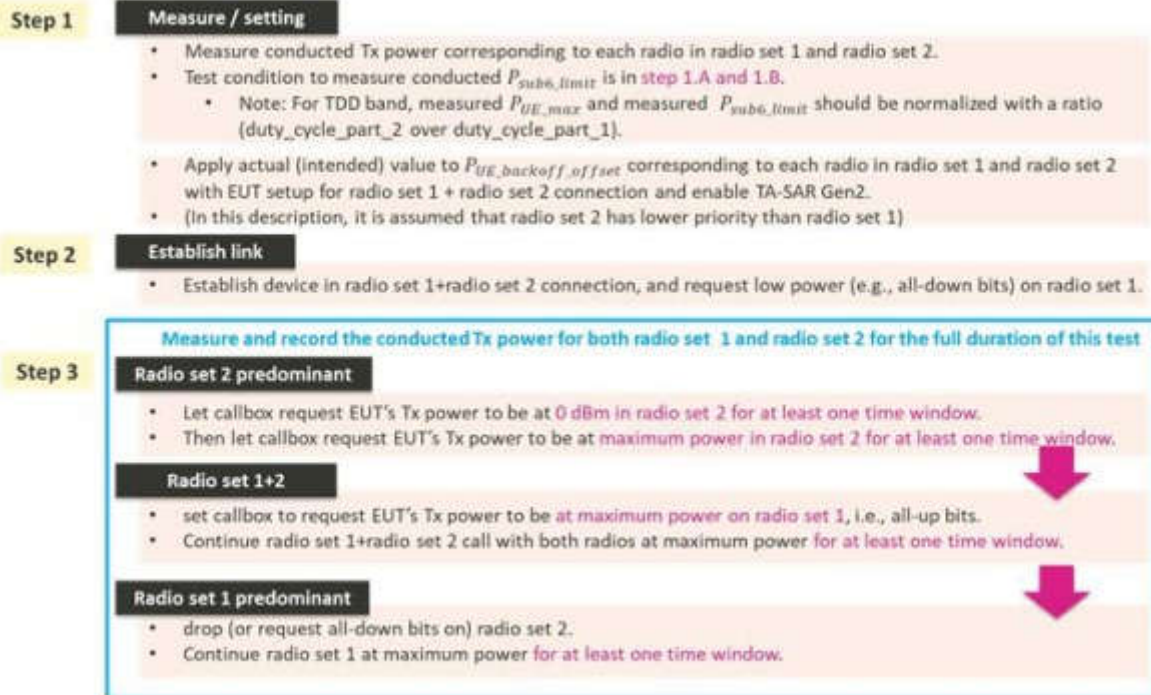 Step 1
Measure / setting
• Measure conducted Tx power corresponding to each radio in radio set 1 and radio set 2.
• Test condition to measure conducted P_sub6_limit is in step 1.A and 1.B.
• Note: For TDD band, measured P_UE_max and measured P_sub6_limit should be normalized with a ratio
(duty_cycle_part_2 over duty_cycle_part_1).
• Apply actual (intended) value to P_UE_backoff_offset corresponding to each radio in radio set 1 and radio set 2
with EUT setup for radio set 1 + radio set 2 connection and enable TA-SAR Gen2.
• (In this description, it is assumed that radio set 2 has lower priority than radio set 1)
Step 2
Establish link
• Establish device in radio set 1+radio set 2 connection, and request low power (e.g., all-down bits) on radio set 1.
Measure and record the conducted Tx power for both radio set 1 and radio set 2 for the full duration of this test
Step 3
Radio set 2 predominant
• Let callbox request EUT's Tx power to be at 0 dBm in radio set 2 for at least one time window.
• Then let callbox request EUT's Tx power to be at maximum power in radio set 2 for at least one time window.
Radio set 1+2
• set callbox to request EUT's Tx power to be at maximum power on radio set 1, i.e., all-up bits.
• Continue radio set 1+radio set 2 call with both radios at maximum power for at least one time window.
Radio set 1 predominant
• drop (or request all-down bits on) radio set 2.
• Continue radio set 1 at maximum power for at least one time window.